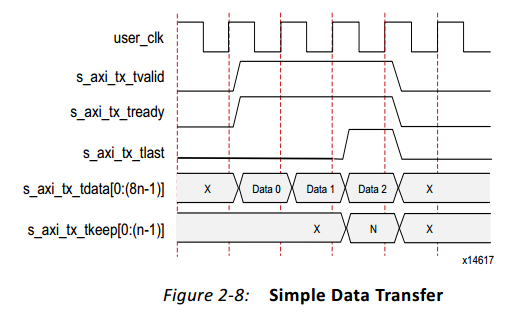 user_clk
s_axi_tx_tvalid
s_axi_tx_tready
s_axi_tx_tlast
s_axi_tx_tdata[0:(8n-1)] X Data 0 Data 1 Data 2 X
s_axi_tx_tkeep[0:(n-1)] X N X
x14617
Figure 2-8: Simple Data Transfer